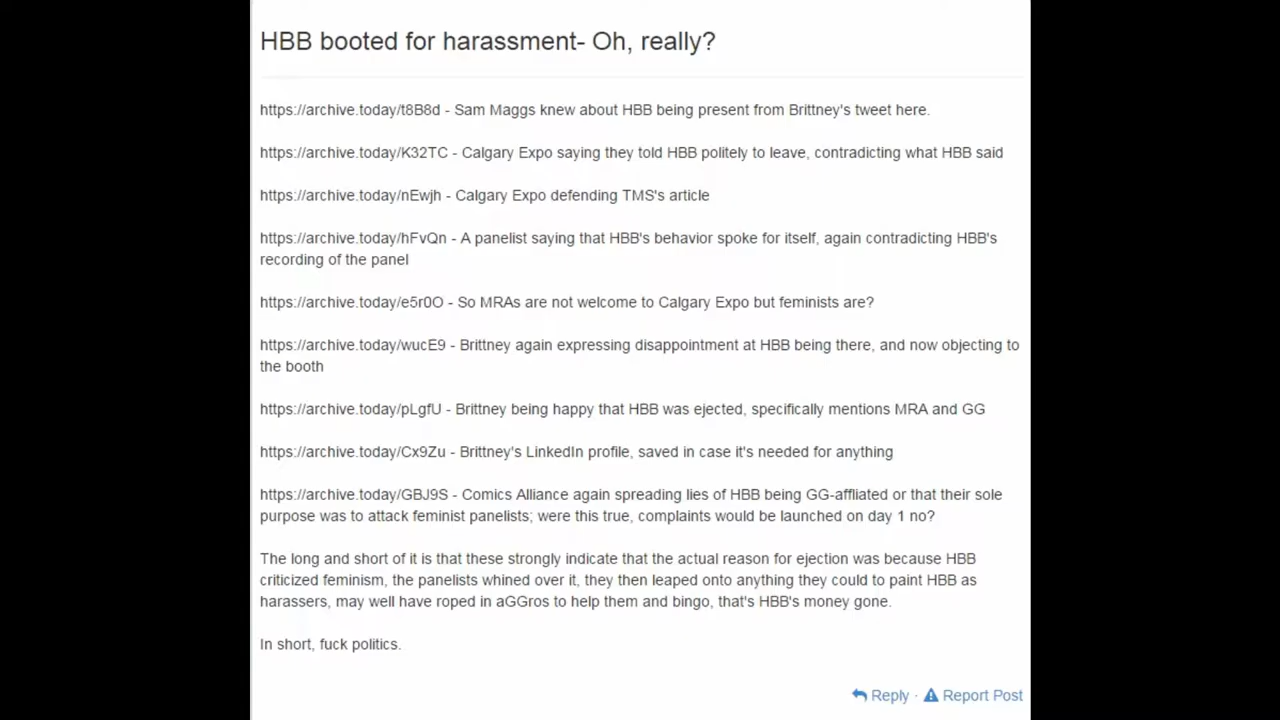 HBB booted for harassment- Oh, really?
https://archive.today/t8B8d - Sam Maggs knew about HBB being present from Brittney's tweet here.
https://archive.today/K32TC - Calgary Expo saying they told HBB politely to leave, contradicting what HBB said
https://archive.today/nEwjh - Calgary Expo defending TMS's article
https://archive.today/hFvQn - A panelist saying that HBB's behavior spoke for itself, again contradicting HBB's
recording of the panel
https://archive.today/e5r0O - So MRAs are not welcome to Calgary Expo but feminists are?
https://archive.today/wucE9 - Brittney again expressing disappointment at HBB being there, and now objecting to
the booth
https://archive.today/pLgfU - Brittney being happy that HBB was ejected, specifically mentions MRA and GG
https://archive.today/Cx9Zu - Brittney's LinkedIn profile, saved in case it's needed for anything
https://archive.today/GBJ9S - Comics Alliance again spreading lies of HBB being GG-affliated or that their sole
purpose was to attack feminist panelists; were this true, complaints would be launched on day 1 no?
The long and short of it is that these strongly indicate that the actual reason for ejection was because HBB
criticized feminism, the panelists whined over it, they then leaped onto anything they could to paint HBB as
harassers, may well have roped in aGGros to help them and bingo, that's HBB's money gone.
In short, fuck politics.
Reply · Report Post